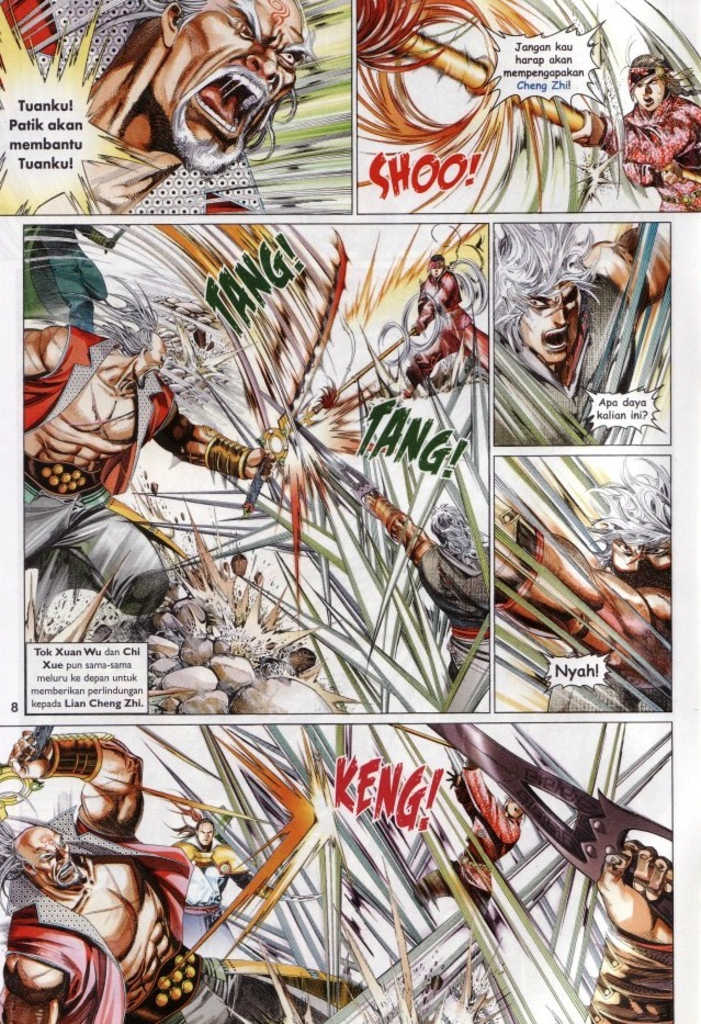 Tuanku!
Patik akan
membantu
Tuanku!
Jangan kau
harap akan
mempengapakan
Cheng Zhi!
SHOO!
TANG!
TANG!
Apa daya
kalian ini?
Nyah!
Tok Xuan Wu dan Chi
Xue pun sama-sama
meluru ke depan untuk
memberikan perlindungan
kepada Lian Cheng Zhi.
8
KENG!